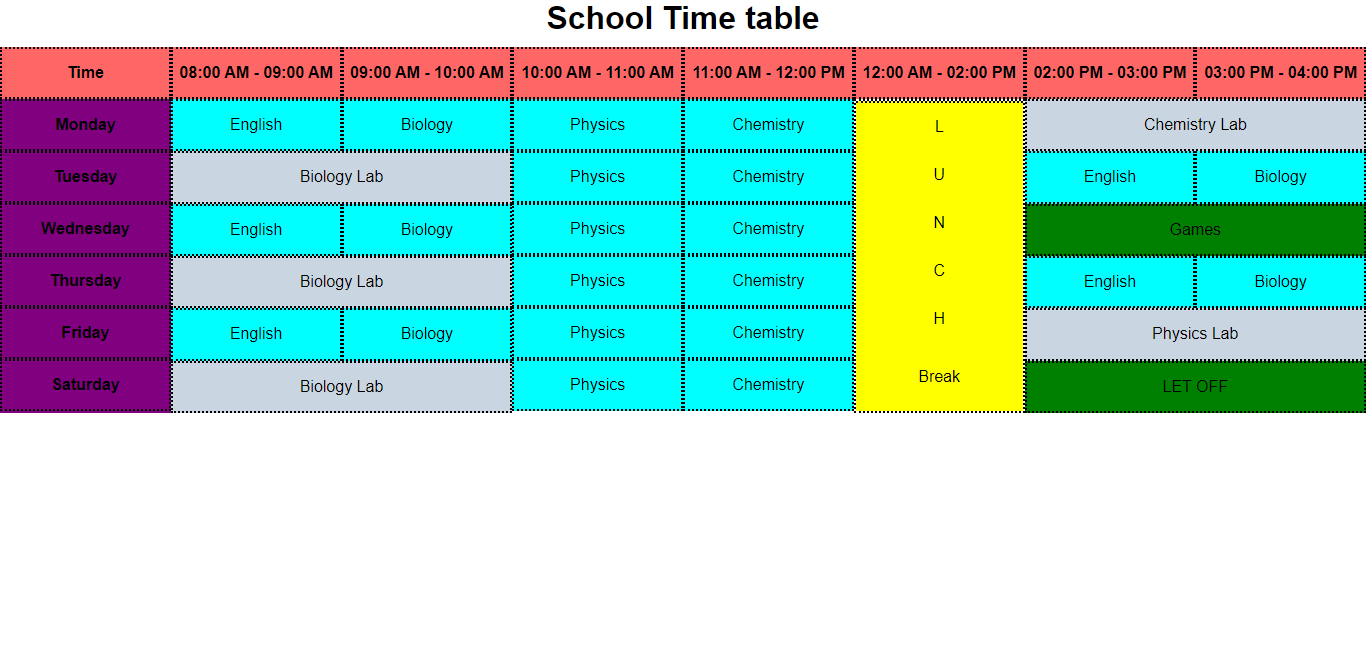 School Time table
Time 08:00 AM - 09:00 AM 09:00 AM - 10:00 AM 10:00 AM - 11:00 AM 11:00 AM - 12:00 PM 12:00 AM - 02:00 PM 02:00 PM - 03:00 PM 03:00 PM - 04:00 PM
Monday English Biology Physics Chemistry L Chemistry Lab
Tuesday Biology Lab Physics Chemistry U English Biology
Wednesday English Biology Physics Chemistry N Games
Thursday Biology Lab Physics Chemistry C English Biology
Friday English Biology Physics Chemistry H Physics Lab
Saturday Biology Lab Physics Chemistry Break LET OFF